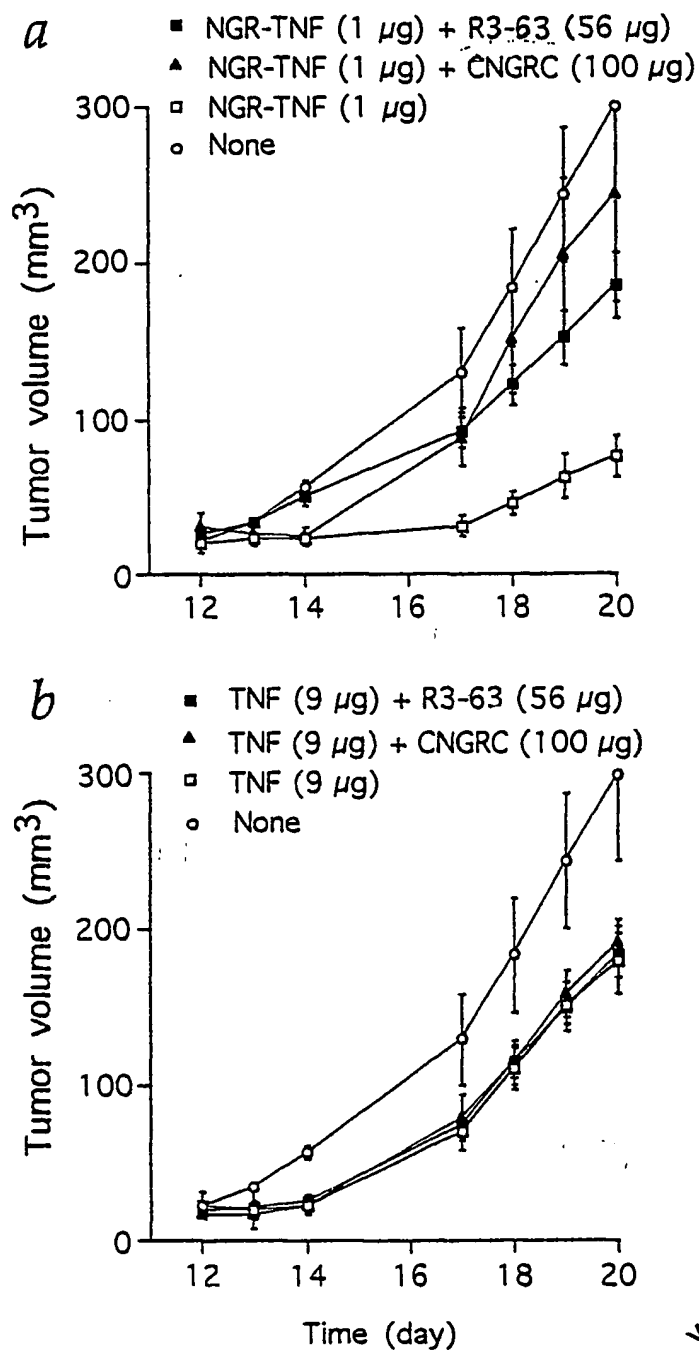 a
NGR-TNF (1 µg) + R3-63 (56 µg)
NGR-TNF (1 µg) + CNGRC (100 µg)
NGR-TNF (1 µg)
None
Tumor volume (mm³)
300
200
100
0
12 14 16 18 20
b
TNF (9 µg) + R3-63 (56 µg)
TNF (9 µg) + CNGRC (100 µg)
TNF (9 µg)
None
Tumor volume (mm³)
300
200
100
0
12 14 16 18 20
Time (day)